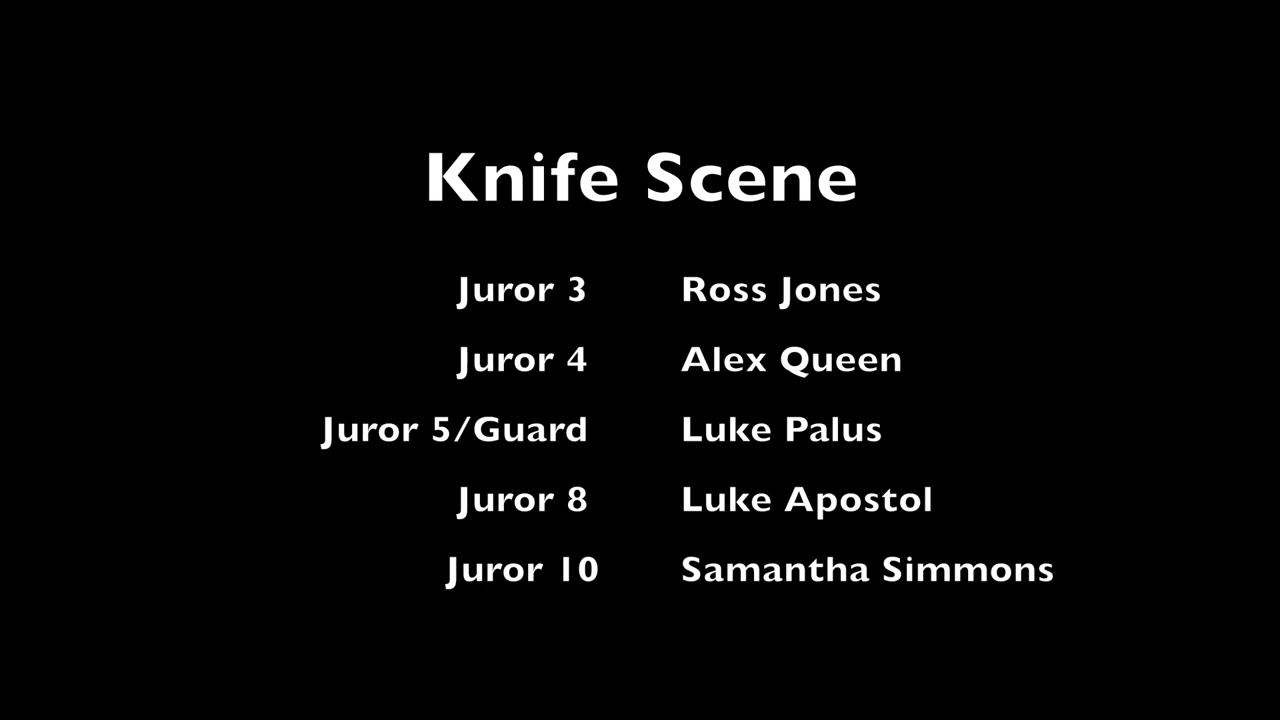 Knife Scene
Juror 3 Ross Jones
Juror 4 Alex Queen
Juror 5/Guard Luke Palus
Juror 8 Luke Apostol
Juror 10 Samantha Simmons